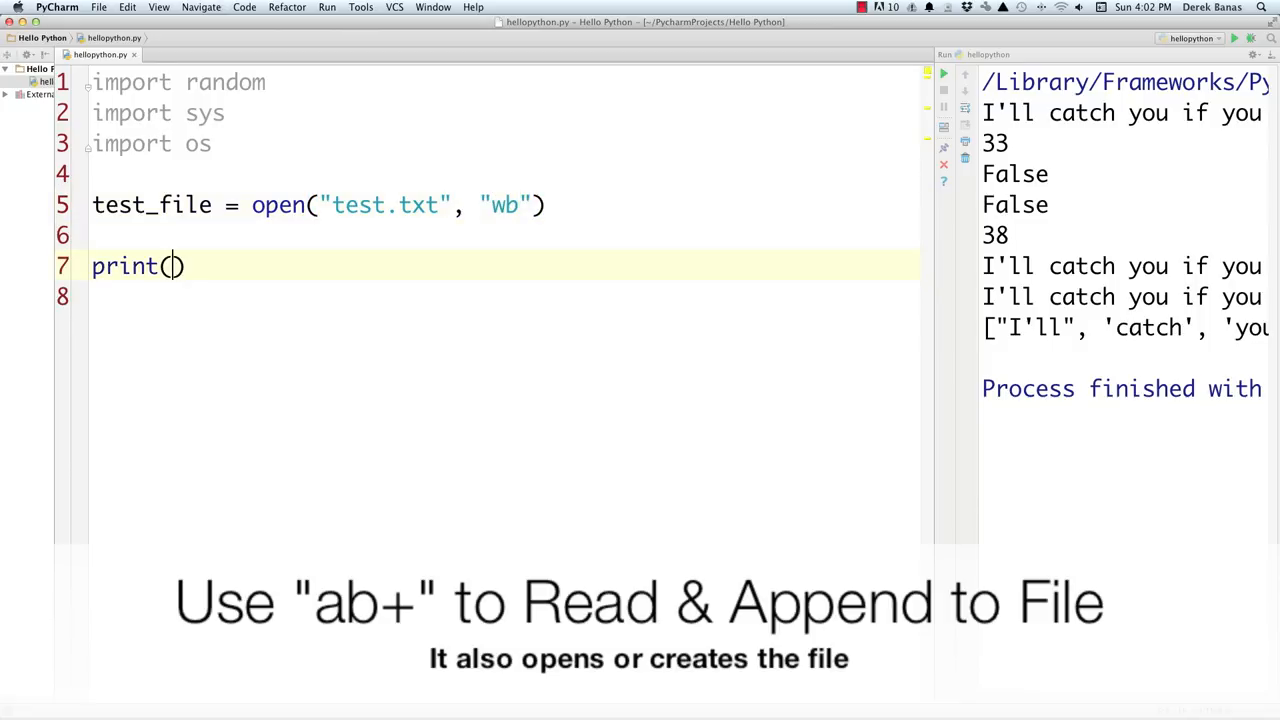 PyCharm File Edit View Navigate Code Refactor Run Tools VCS Window Help 10 Sun 4:02 PM Derek Banas
hellopython.py – Hello Python – [~/PycharmProjects/Hello Python]
Hello Python hellopython.py hellopython
hellopython.py ×
Run hellopython
Hello P
hell
Externa
1 import random
2 import sys
3 import os
4
5 test_file = open("test.txt", "wb")
6
7 print()
8
/Library/Frameworks/Py
I'll catch you if you
33
False
False
38
I'll catch you if you
I'll catch you if you
["I'll", 'catch', 'you
Process finished with
Use "ab+" to Read & Append to File
It also opens or creates the file